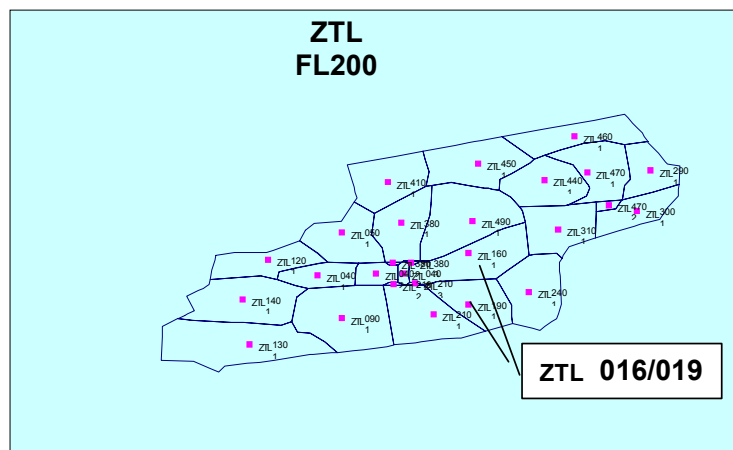 ZTL
FL200
ZTL460
1
ZTL450
1
ZTL470
1
ZTL290
1
ZTL410
1
ZTL440
1
ZTL470
2
ZTL300
1
ZTL380
1
ZTL490
1
ZTL310
1
ZTL050
1
ZTL160
1
ZTL120
1
ZTL040
1
ZTL240
1
ZTL140
1
ZTL190
1
ZTL090
1
ZTL210
1
ZTL130
1
ZTL 016/019